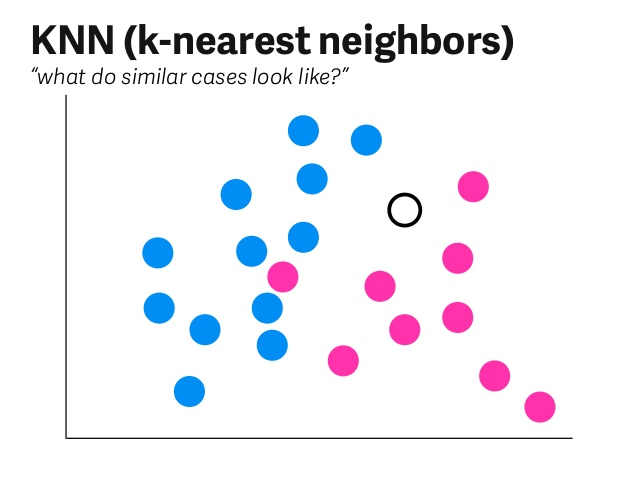 KNN (k-nearest neighbors)
“what do similar cases look like?”